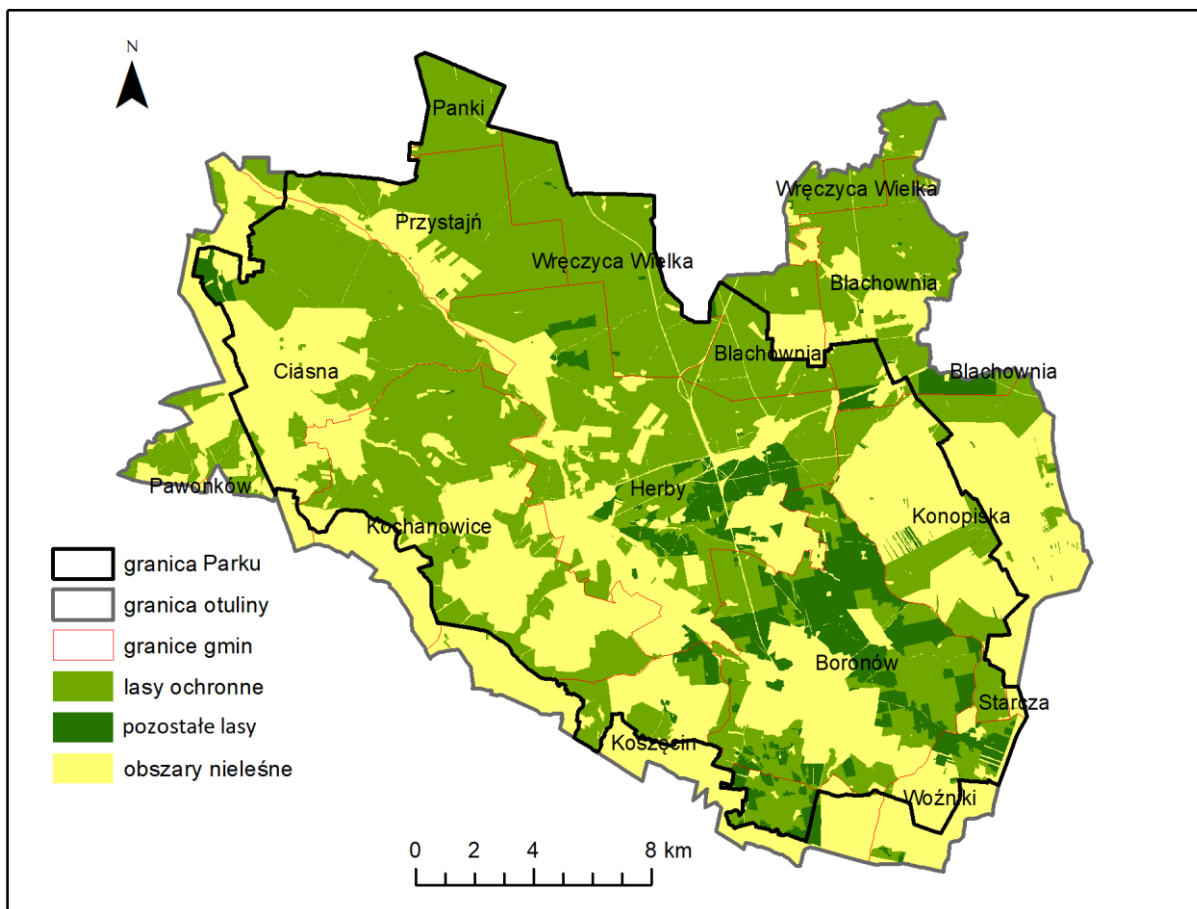 N
Panki
Wręczyca Wielka
Przystajń
Wręczyca Wielka
Blachownia
Blachownia
Ciasna
Blachownia
Pawonków
Herby
Kochanowice
Konopiska
granica Parku
granica otuliny
granice gmin
lasy ochronne
pozostałe lasy
obszary nieleśne
Boronów
Starcza
Koszęcin
Woźniki
0 2 4 8 km